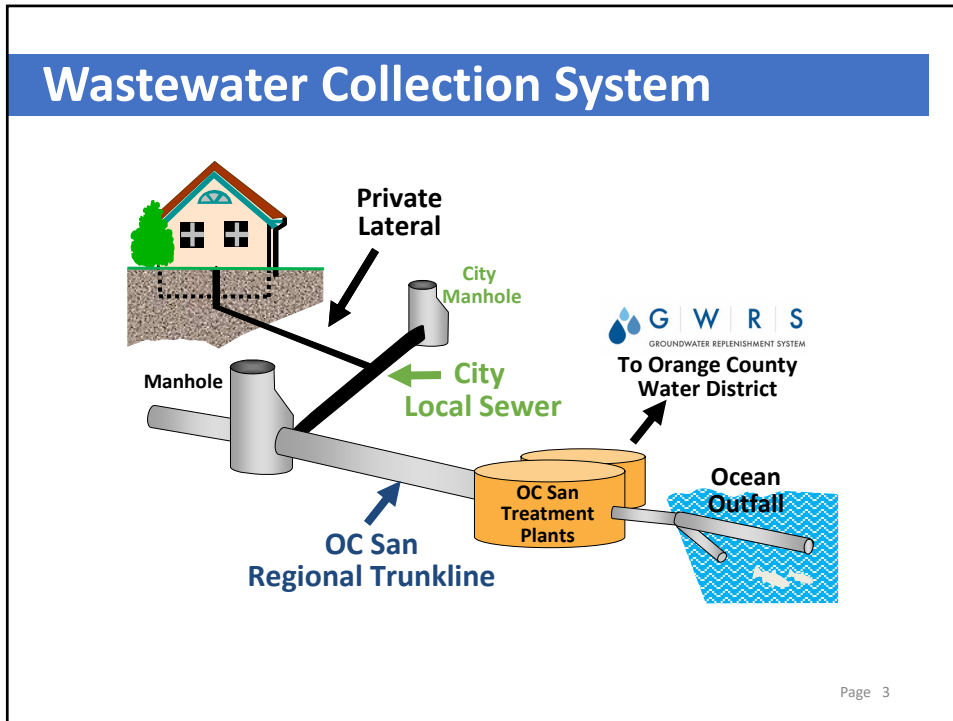 Wastewater Collection System
Private
Lateral
City
Manhole
G | W | R | S
GROUNDWATER REPLENISHMENT SYSTEM
To Orange County
Water District
Manhole
City
Local Sewer
Ocean
Outfall
OC San
Treatment
Plants
OC San
Regional Trunkline
Page 3